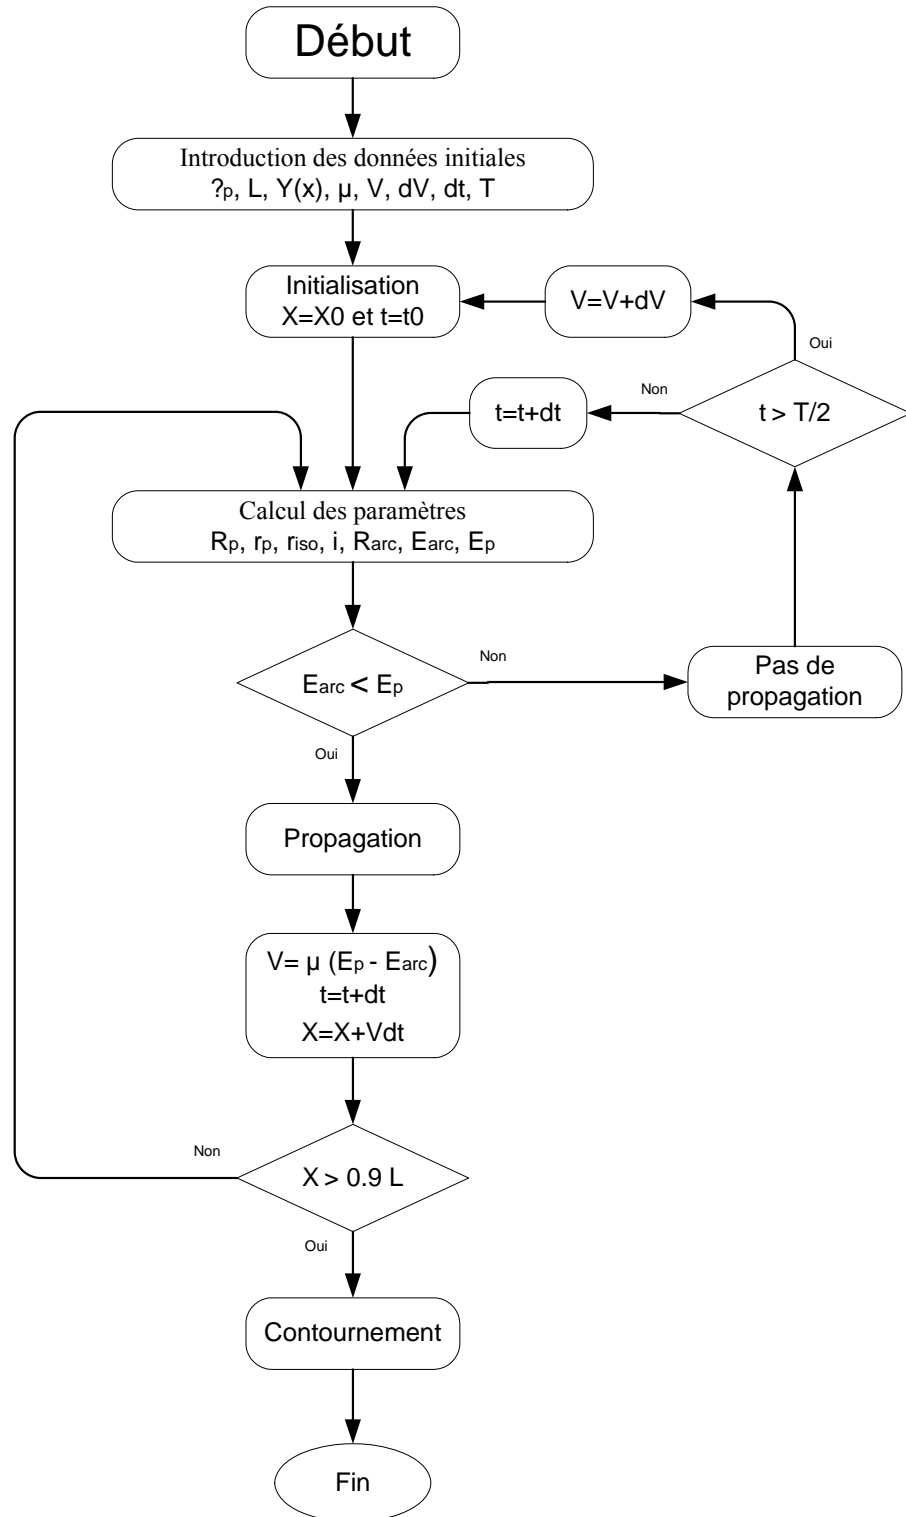 Début
Introduction des données initiales
?p, L, Y(x), µ, V, dV, dt, T
Initialisation
X=X0 et t=t0
V=V+dV
Oui
Non
t=t+dt
t > T/2
Calcul des paramètres
Rp, rp, riso, i, Rarc, Earc, Ep
Earc < Ep
Non
Pas de
propagation
Oui
Propagation
V= µ (Ep - Earc)
t=t+dt
X=X+Vdt
Non
X > 0.9 L
Oui
Contournement
Fin